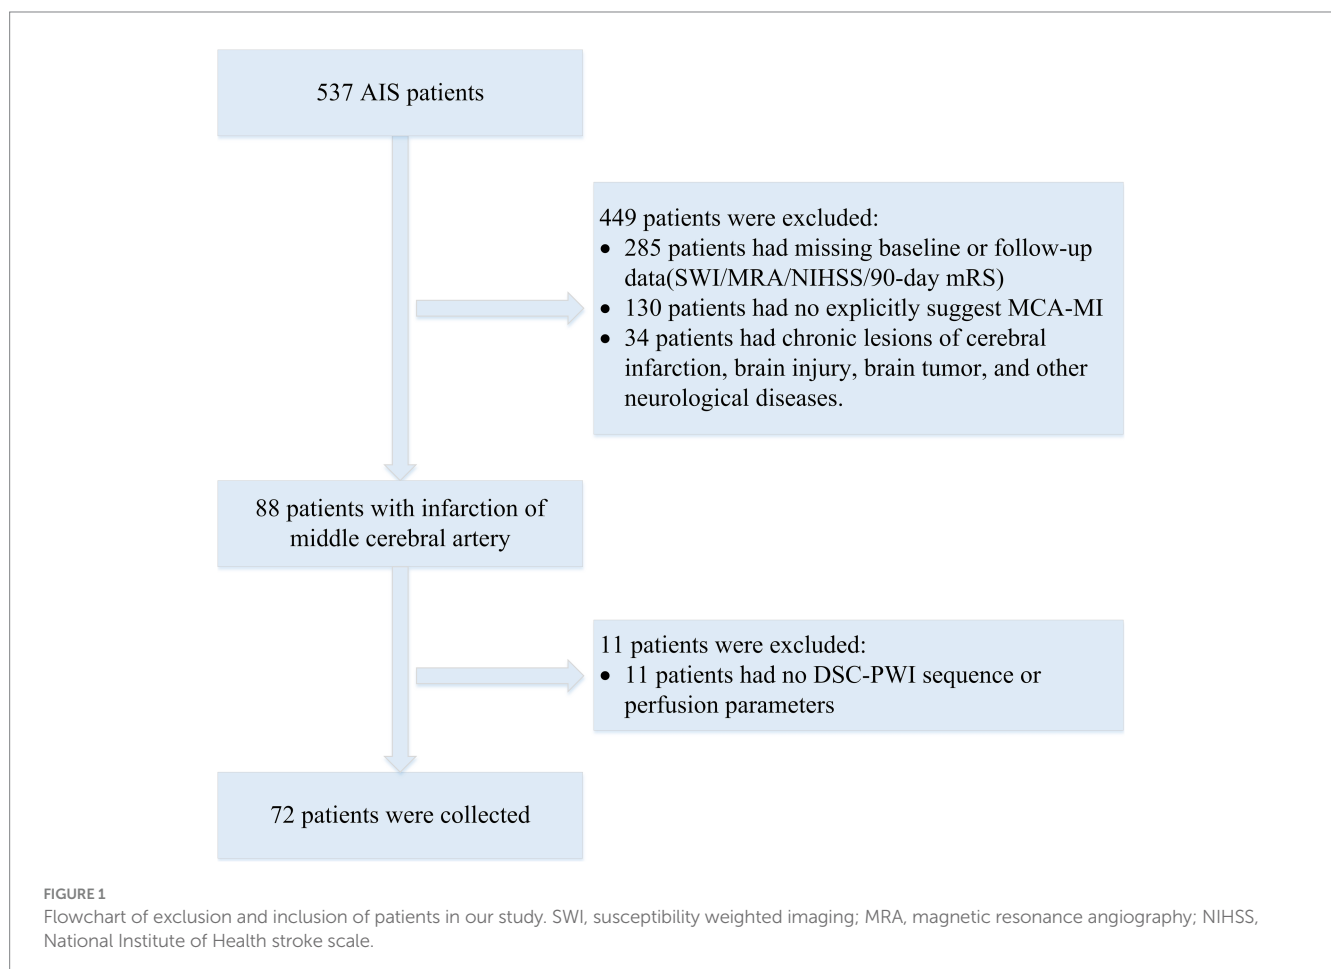 537 AIS patients
449 patients were excluded:
• 285 patients had missing baseline or follow-up
data(SWI/MRA/NIHSS/90-day mRS)
• 130 patients had no explicitly suggest MCA-MI
• 34 patients had chronic lesions of cerebral
infarction, brain injury, brain tumor, and other
neurological diseases.
88 patients with infarction of
middle cerebral artery
11 patients were excluded:
• 11 patients had no DSC-PWI sequence or
perfusion parameters
72 patients were collected
FIGURE 1
Flowchart of exclusion and inclusion of patients in our study. SWI, susceptibility weighted imaging; MRA, magnetic resonance angiography; NIHSS,
National Institute of Health stroke scale.